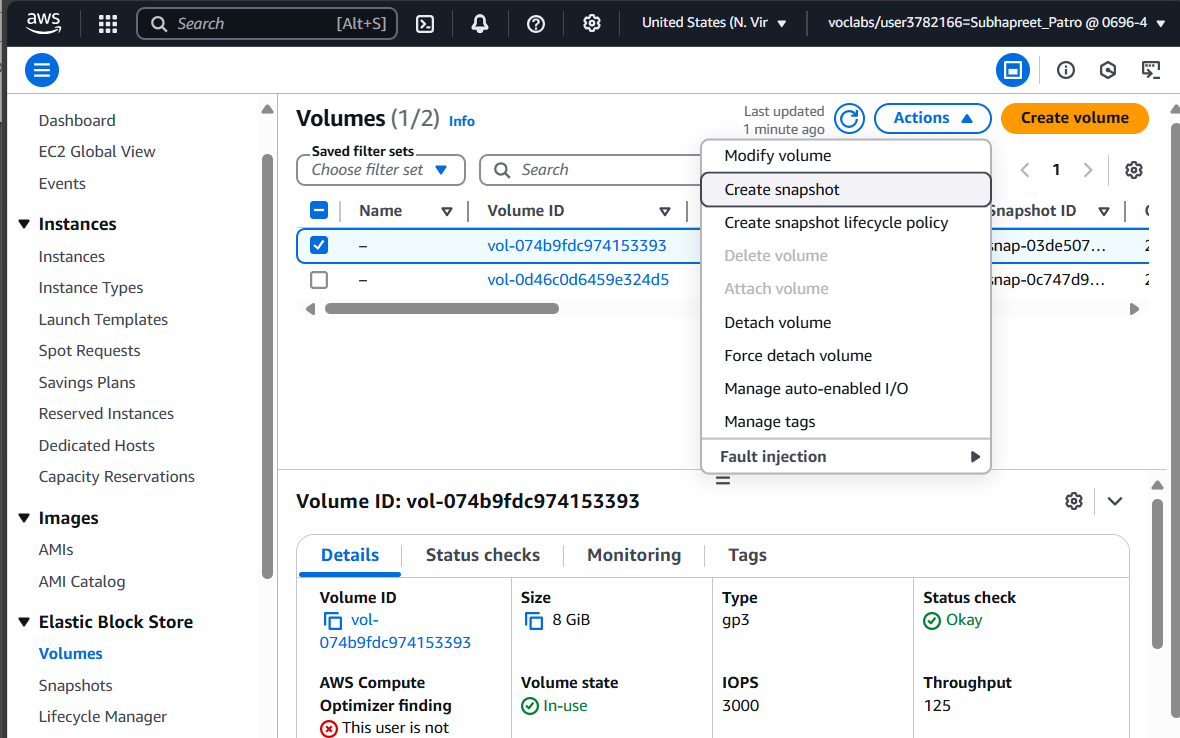 aws
Search [Alt+S]
United States (N. Vir
voclabs/user3782166=Subhapreet_Patro @ 0696-4
Dashboard
EC2 Global View
Events
Instances
Instances
Instance Types
Launch Templates
Spot Requests
Savings Plans
Reserved Instances
Dedicated Hosts
Capacity Reservations
Images
AMIs
AMI Catalog
Elastic Block Store
Volumes
Snapshots
Lifecycle Manager
Volumes (1/2) Info
Last updated
1 minute ago
Actions
Create volume
Saved filter sets
Choose filter set
Search
1
Name
Volume ID
Snapshot ID
– vol-074b9fdc974153393 snap-03de507...
– vol-0d46c0d6459e324d5 snap-0c747d9...
Modify volume
Create snapshot
Create snapshot lifecycle policy
Delete volume
Attach volume
Detach volume
Force detach volume
Manage auto-enabled I/O
Manage tags
Fault injection
Volume ID: vol-074b9fdc974153393
Details
Status checks
Monitoring
Tags
Volume ID
vol-
074b9fdc974153393
Size
8 GiB
Type
gp3
Status check
Okay
AWS Compute
Optimizer finding
This user is not
Volume state
In-use
IOPS
3000
Throughput
125